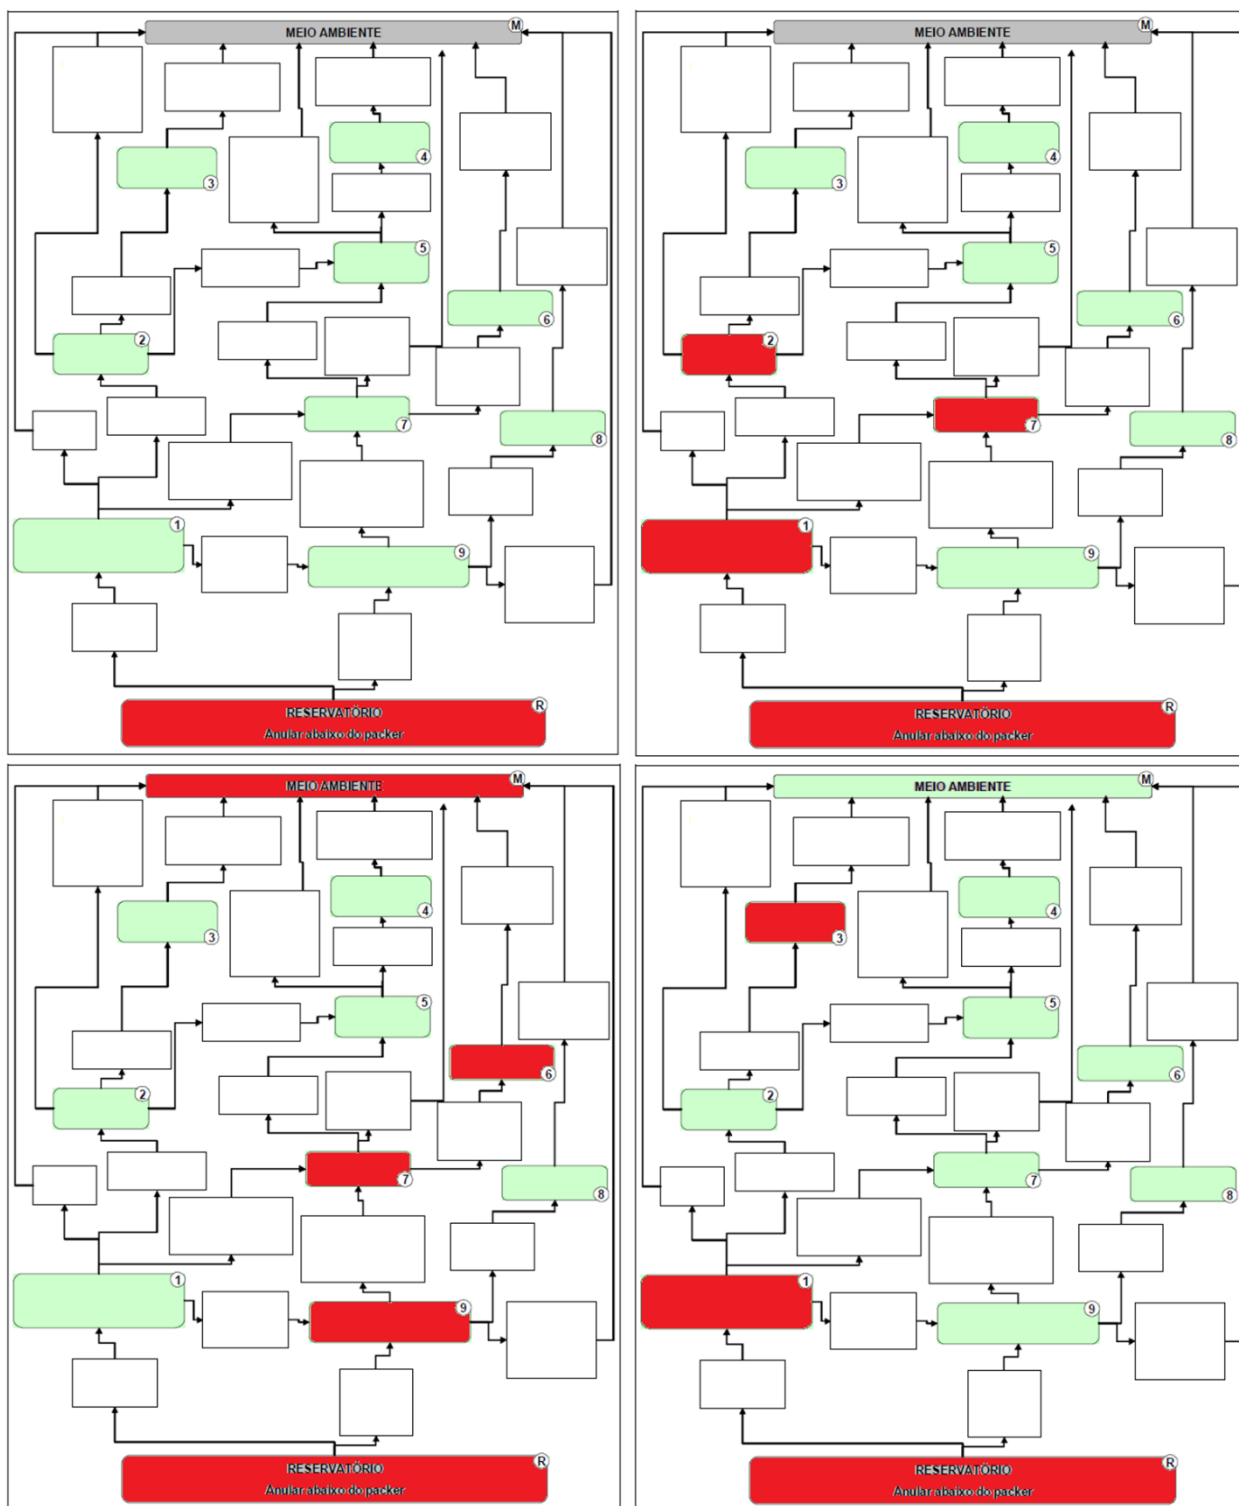 MEIO AMBIENTE
M
4
3
5
6
2
7
8
1
9
R
RESERVATÓRIO
Anular abaixo do packer
MEIO AMBIENTE
M
4
3
5
6
2
7
8
1
9
R
RESERVATÓRIO
Anular abaixo do packer
MEIO AMBIENTE
M
4
3
5
6
2
7
8
1
9
R
RESERVATÓRIO
Anular abaixo do packer
MEIO AMBIENTE
M
4
3
5
6
2
7
8
1
9
R
RESERVATÓRIO
Anular abaixo do packer